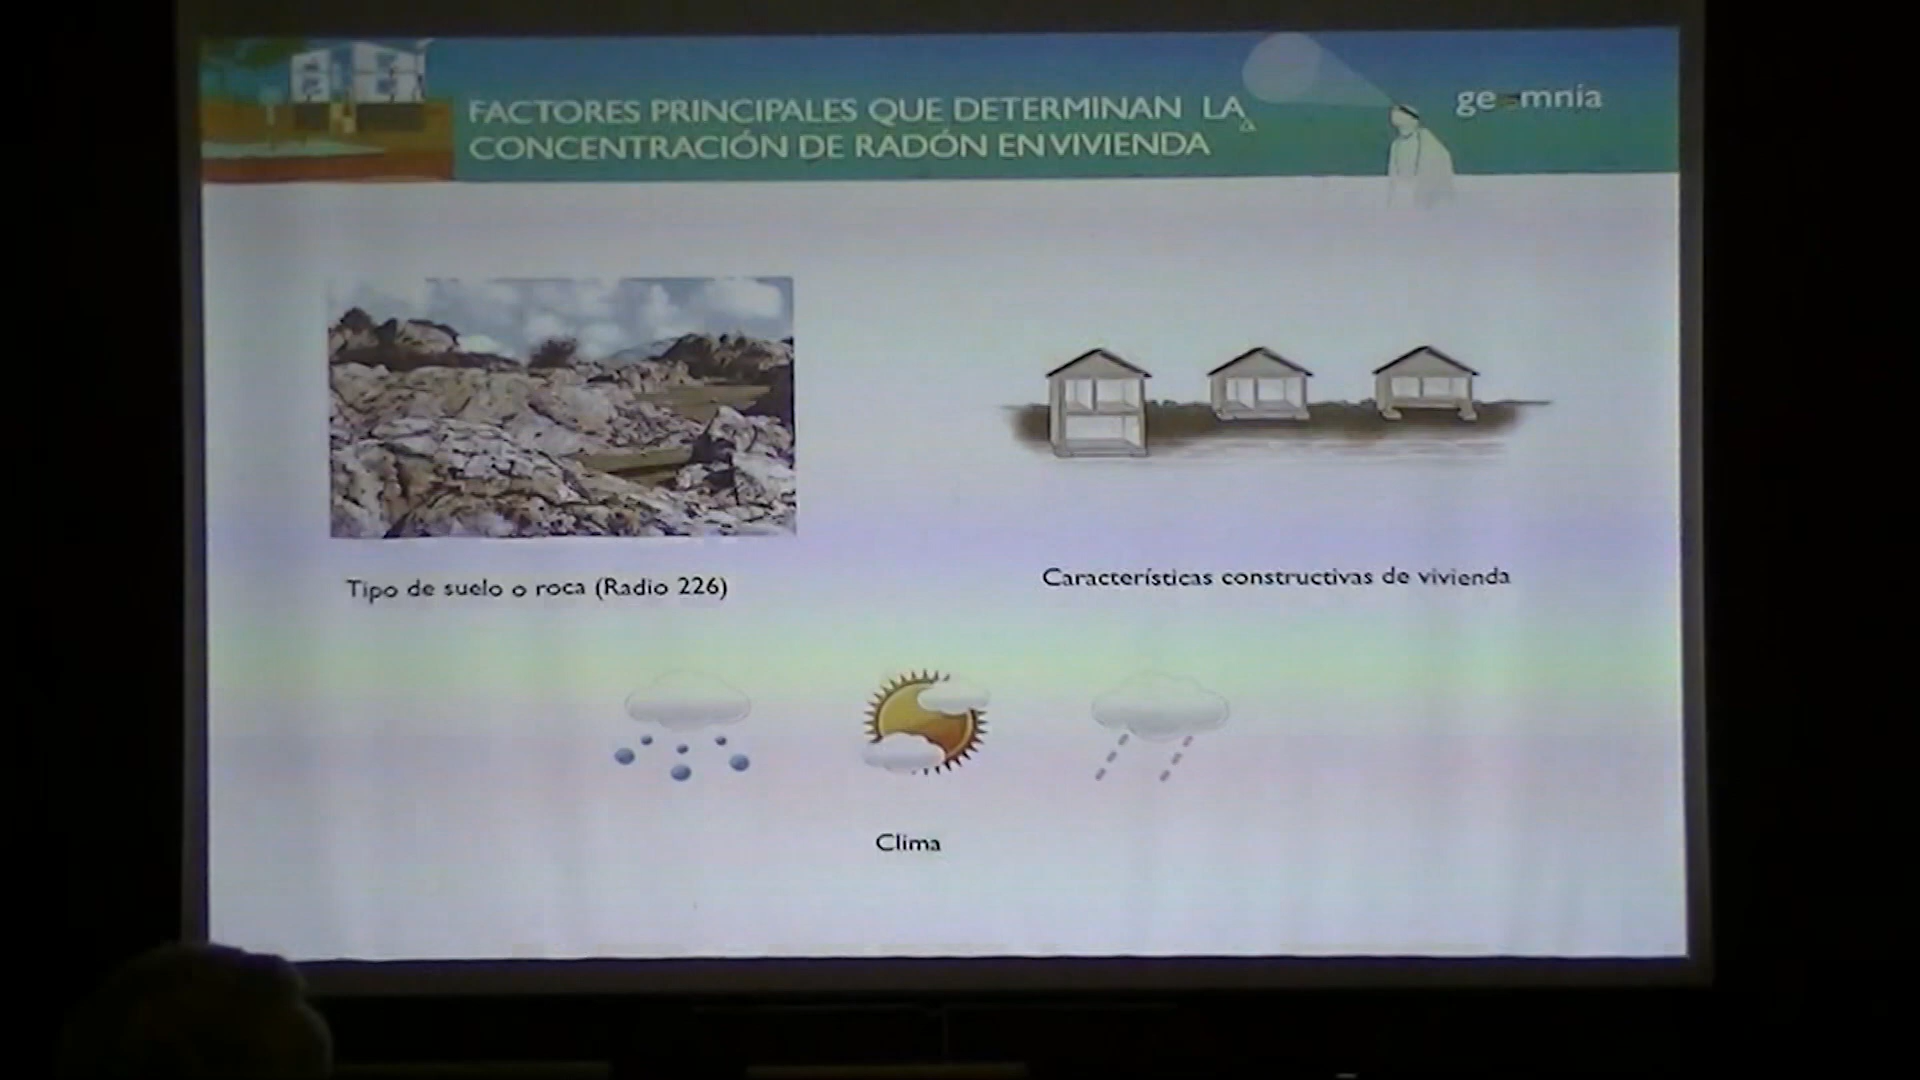 FACTORES PRINCIPALES QUE DETERMINAN LA
CONCENTRACIÓN DE RADÓN EN VIVIENDA
geomnia
Tipo de suelo o roca (Radio 226)
Características constructivas de vivienda
Clima